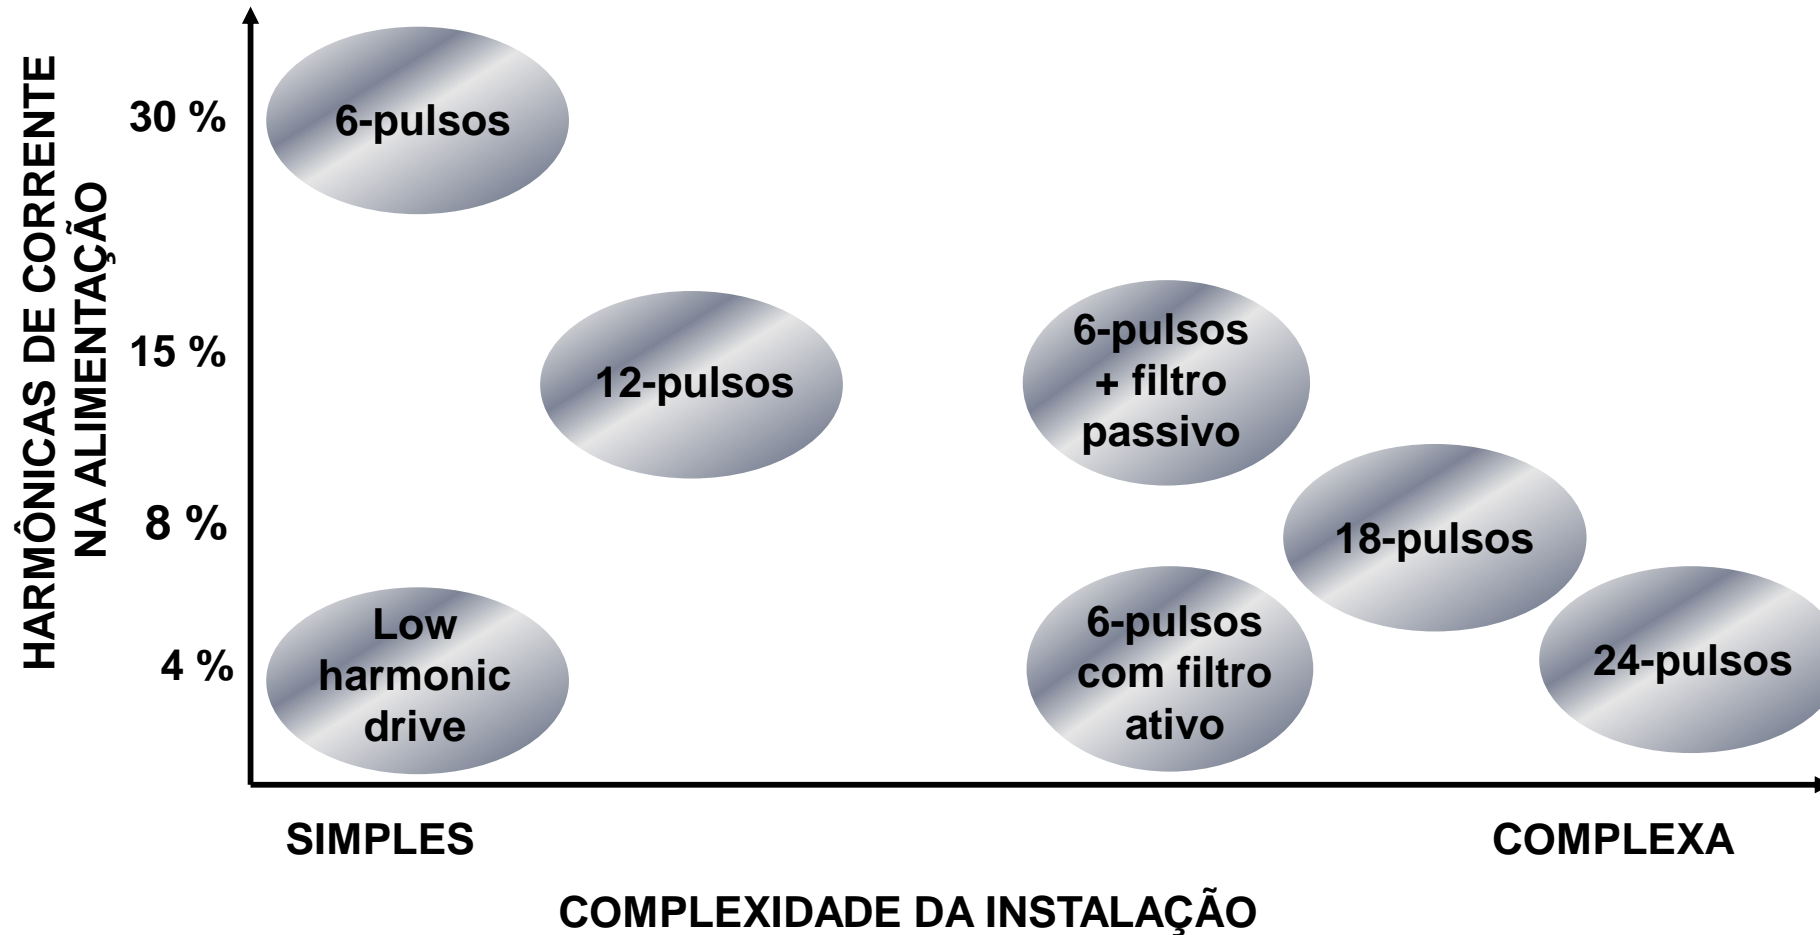 HARMÔNICAS DE CORRENTE
NA ALIMENTAÇÃO
30 %
15 %
8 %
4 %
6-pulsos
12-pulsos
6-pulsos
+ filtro
passivo
18-pulsos
Low
harmonic
drive
6-pulsos
com filtro
ativo
24-pulsos
SIMPLES
COMPLEXA
COMPLEXIDADE DA INSTALAÇÃO